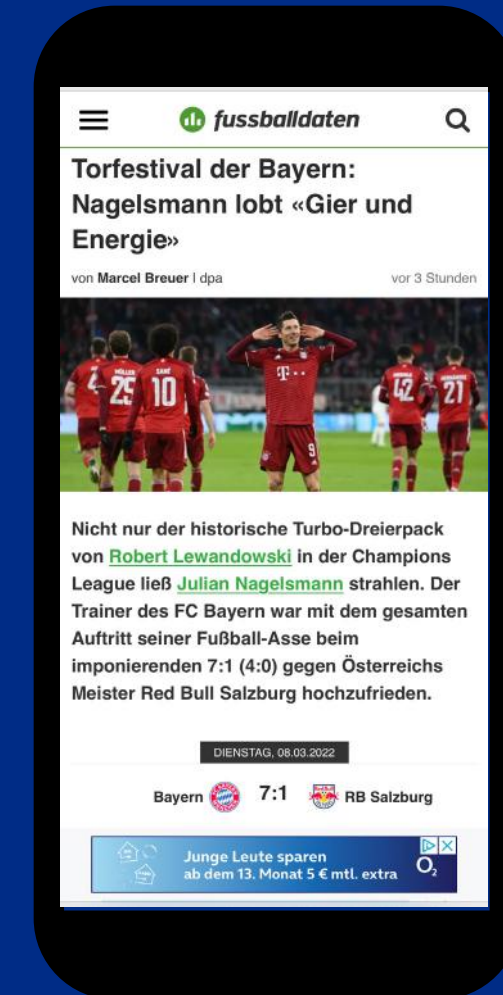 fussballdaten
Torfestival der Bayern:
Nagelsmann lobt «Gier und
Energie»
von Marcel Breuer | dpa
vor 3 Stunden
MÜLLER
25
SANÉ
10
T . .
9
42
21
Nicht nur der historische Turbo-Dreierpack
von Robert Lewandowski in der Champions
League ließ Julian Nagelsmann strahlen. Der
Trainer des FC Bayern war mit dem gesamten
Auftritt seiner Fußball-Asse beim
imponierenden 7:1 (4:0) gegen Österreichs
Meister Red Bull Salzburg hochzufrieden.
DIENSTAG, 08.03.2022
Bayern 7:1 RB Salzburg
Junge Leute sparen
ab dem 13. Monat 5 € mtl. extra
O₂